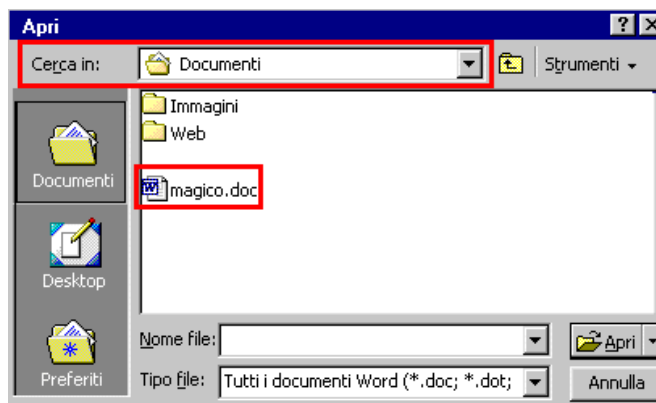 Apri
Cerca in: Documenti Strumenti
Immagini
Web
magico.doc
Documenti
Desktop
Preferiti
Nome file: Apri
Tipo file: Tutti i documenti Word (*.doc; *.dot; Annulla